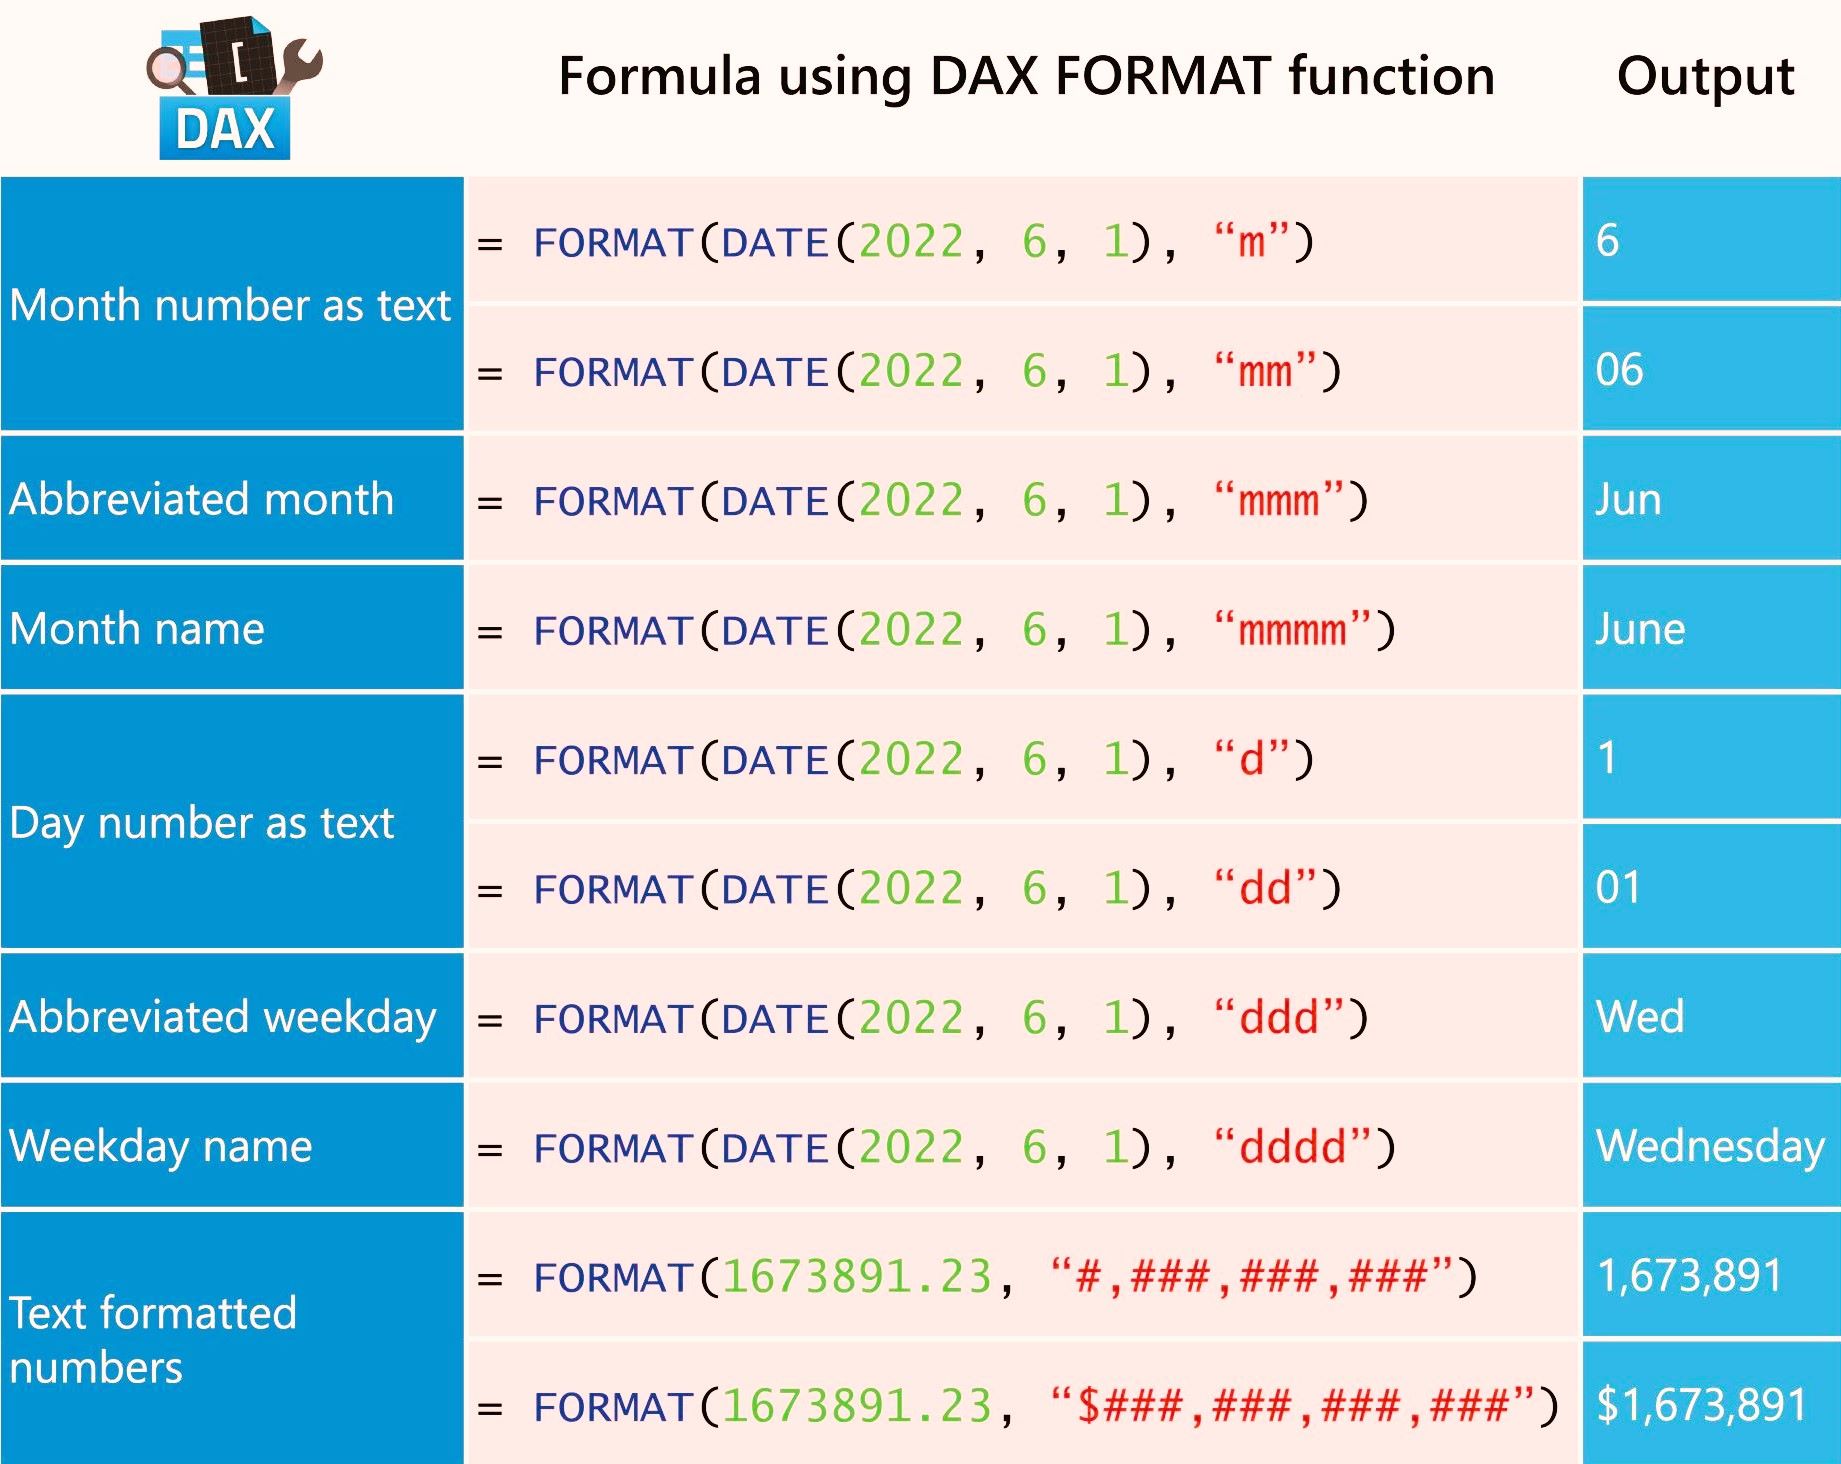 [
DAX
Formula using DAX FORMAT function
Output
Month number as text
= FORMAT(DATE(2022, 6, 1), “m”)
6
= FORMAT(DATE(2022, 6, 1), “mm”)
06
Abbreviated month
= FORMAT(DATE(2022, 6, 1), “mmm”)
Jun
Month name
= FORMAT(DATE(2022, 6, 1), “mmmm”)
June
Day number as text
= FORMAT(DATE(2022, 6, 1), “d”)
1
= FORMAT(DATE(2022, 6, 1), “dd”)
01
Abbreviated weekday
= FORMAT(DATE(2022, 6, 1), “ddd”)
Wed
Weekday name
= FORMAT(DATE(2022, 6, 1), “dddd”)
Wednesday
Text formatted
numbers
= FORMAT(1673891.23, “#,###,###,###”)
1,673,891
= FORMAT(1673891.23, “$###,###,###,###”)
$1,673,891